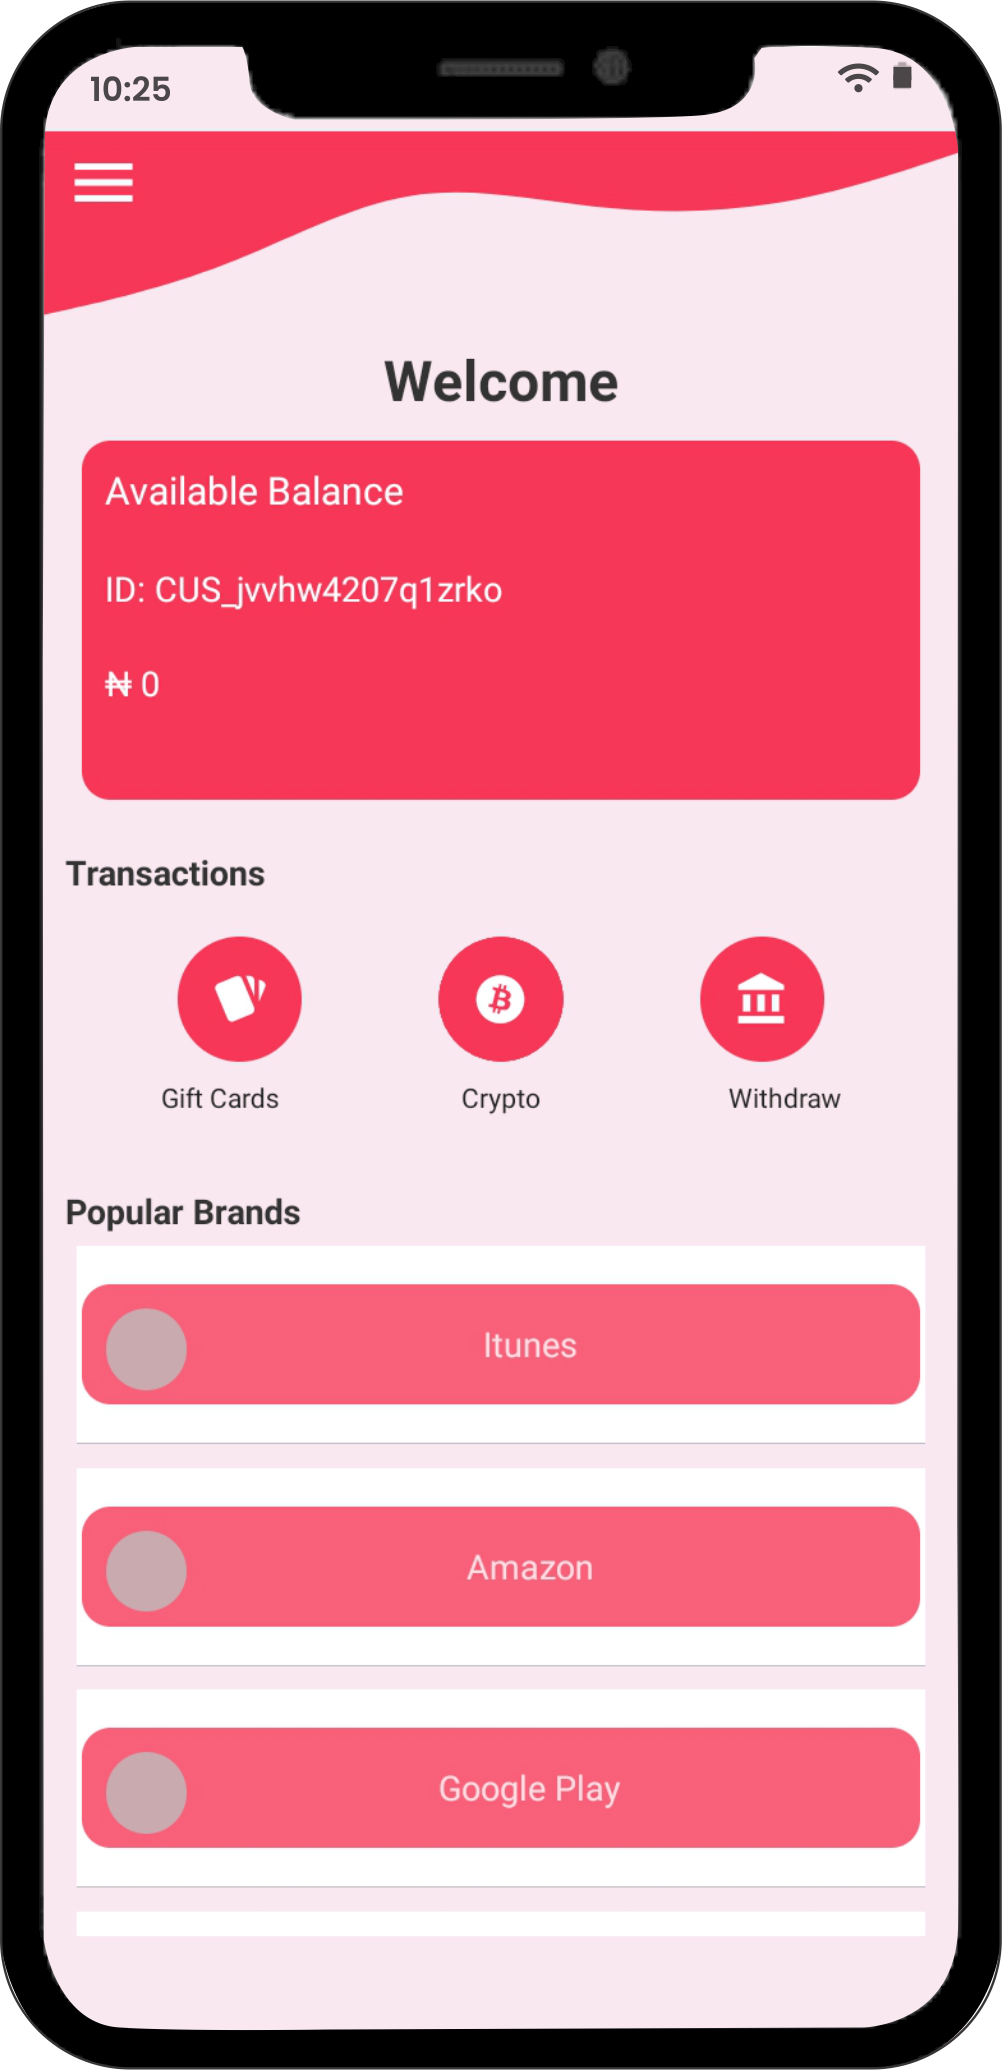 10:25
Welcome
Available Balance
ID: CUS_jvvhw4207q1zrko
₦ 0
Transactions
Gift Cards
Crypto
Withdraw
Popular Brands
Itunes
Amazon
Google Play